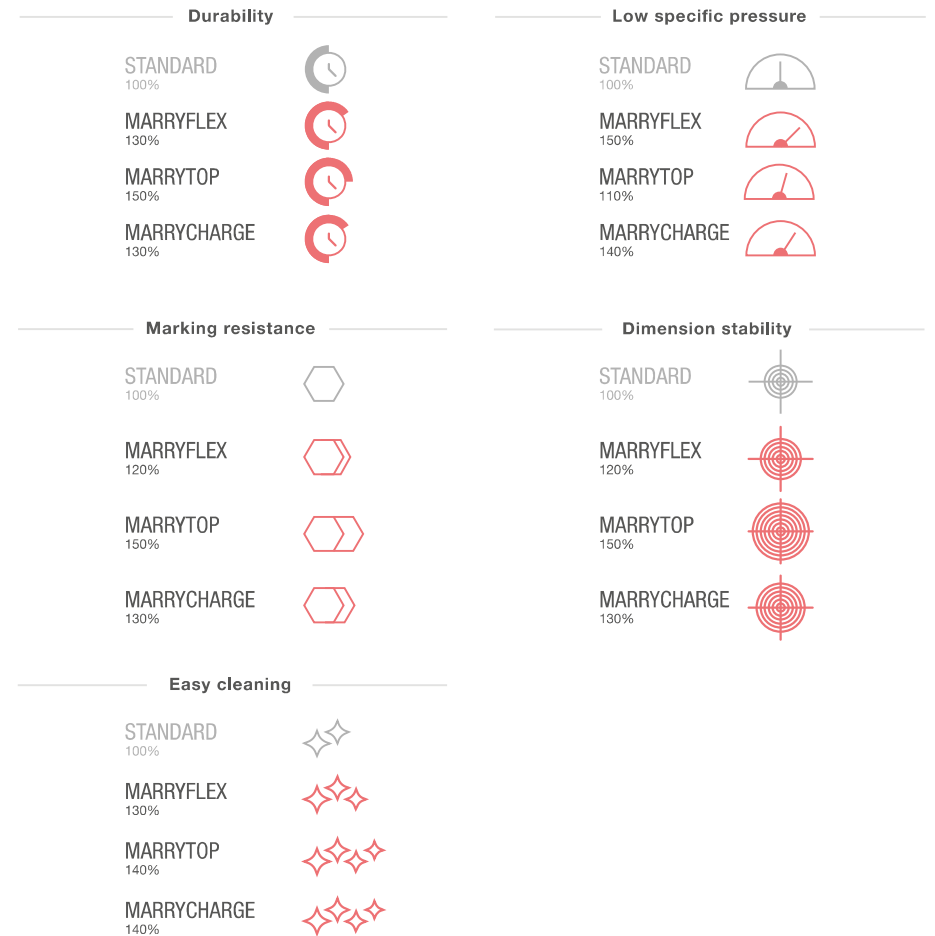 Durability
STANDARD
100%
MARRYFLEX
130%
MARRYTOP
150%
MARRYCHARGE
130%
Low specific pressure
STANDARD
100%
MARRYFLEX
150%
MARRYTOP
110%
MARRYCHARGE
140%
Marking resistance
STANDARD
100%
MARRYFLEX
120%
MARRYTOP
150%
MARRYCHARGE
130%
Dimension stability
STANDARD
100%
MARRYFLEX
120%
MARRYTOP
150%
MARRYCHARGE
130%
Easy cleaning
STANDARD
100%
MARRYFLEX
130%
MARRYTOP
140%
MARRYCHARGE
140%